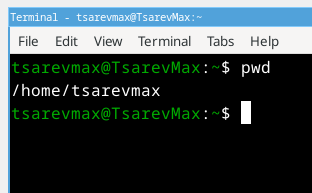 Terminal - tsarevmax@TsarevMax:~
File Edit View Terminal Tabs Help
tsarevmax@TsarevMax:~$ pwd
/home/tsarevmax
tsarevmax@TsarevMax:~$